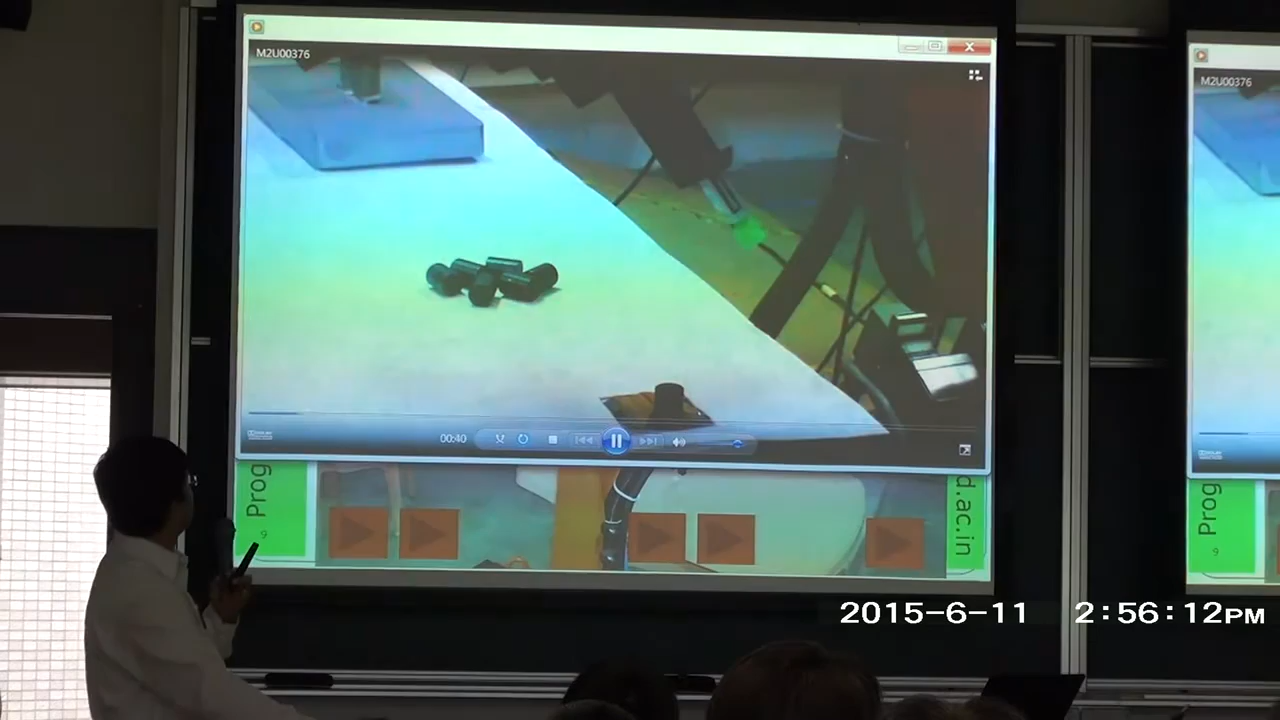 M2U00376
M2U00376
00:40
Prog
9
d.ac.in
Prog
9
2015-6-11 2:56:12PM